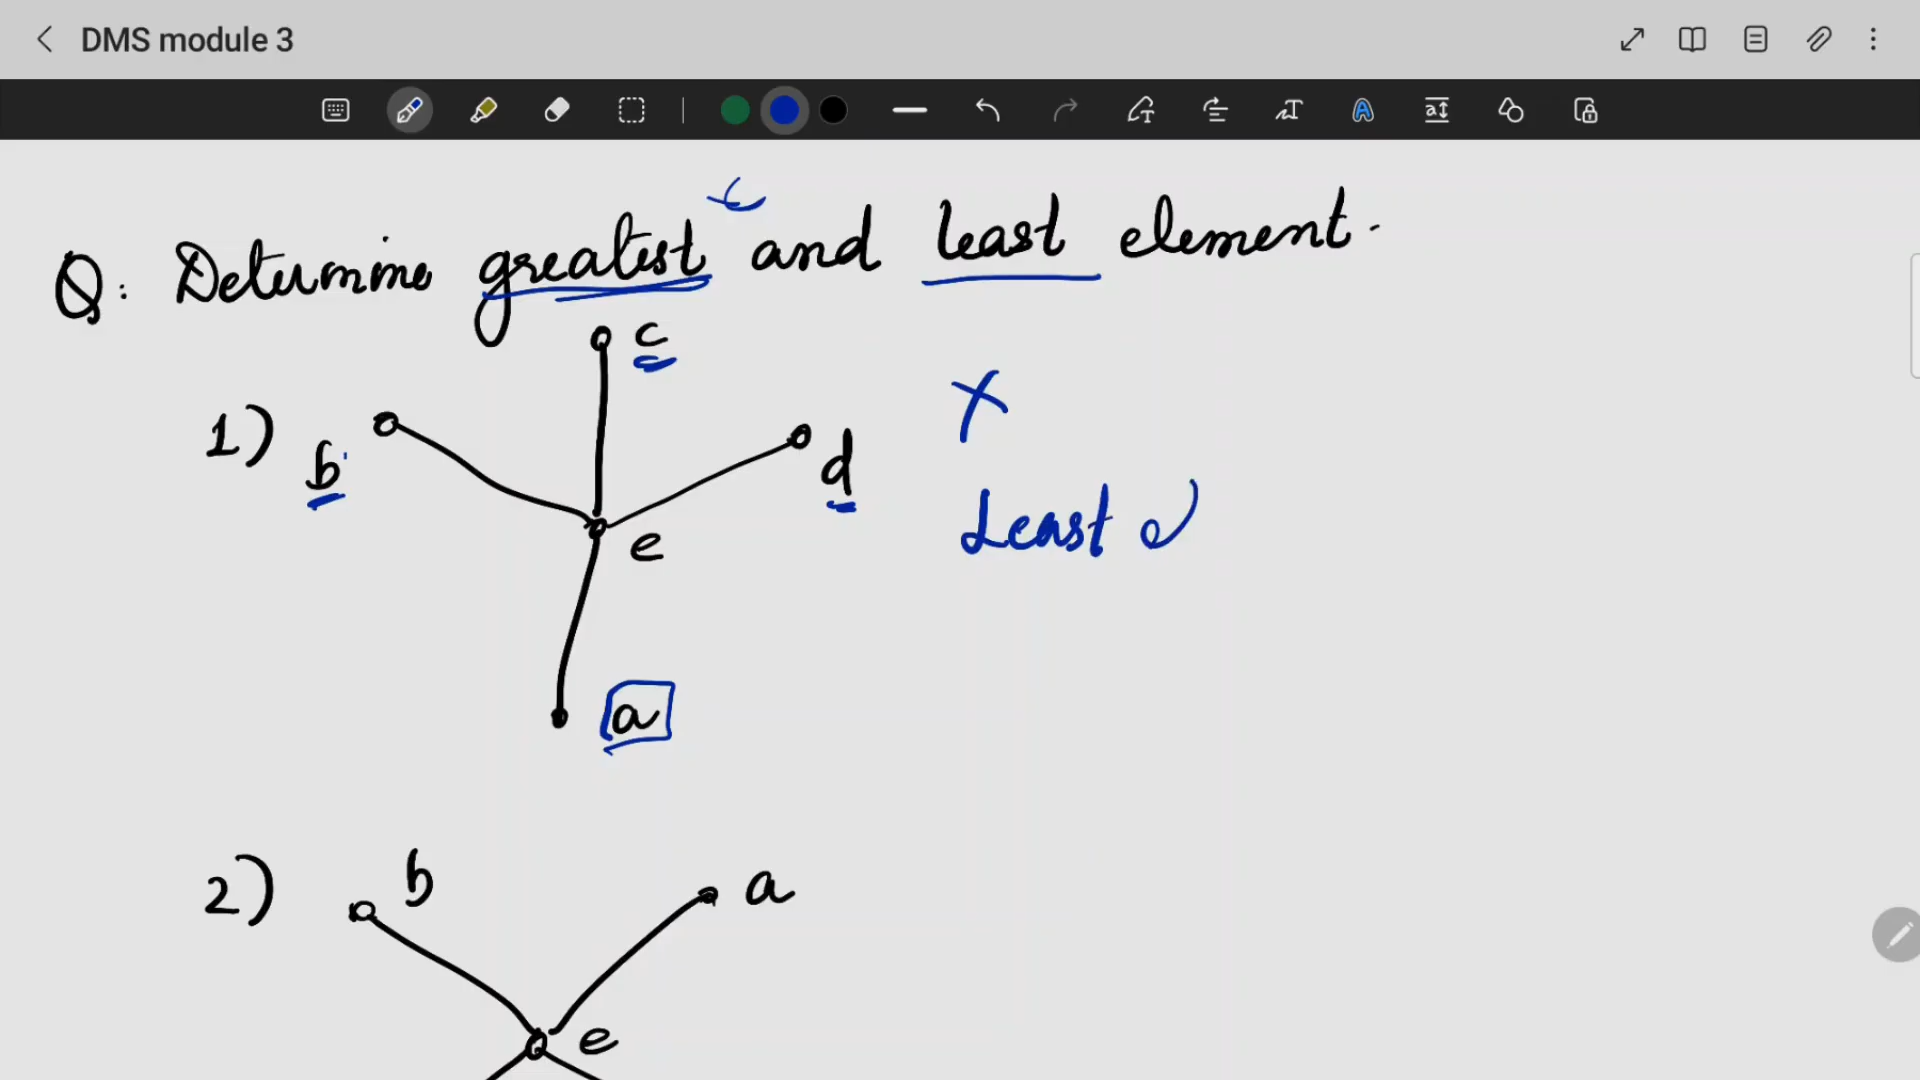 DMS module 3
Q: Determine greatest and least element.
c
1)
b
d
e
Least
a
2)
b
a
e